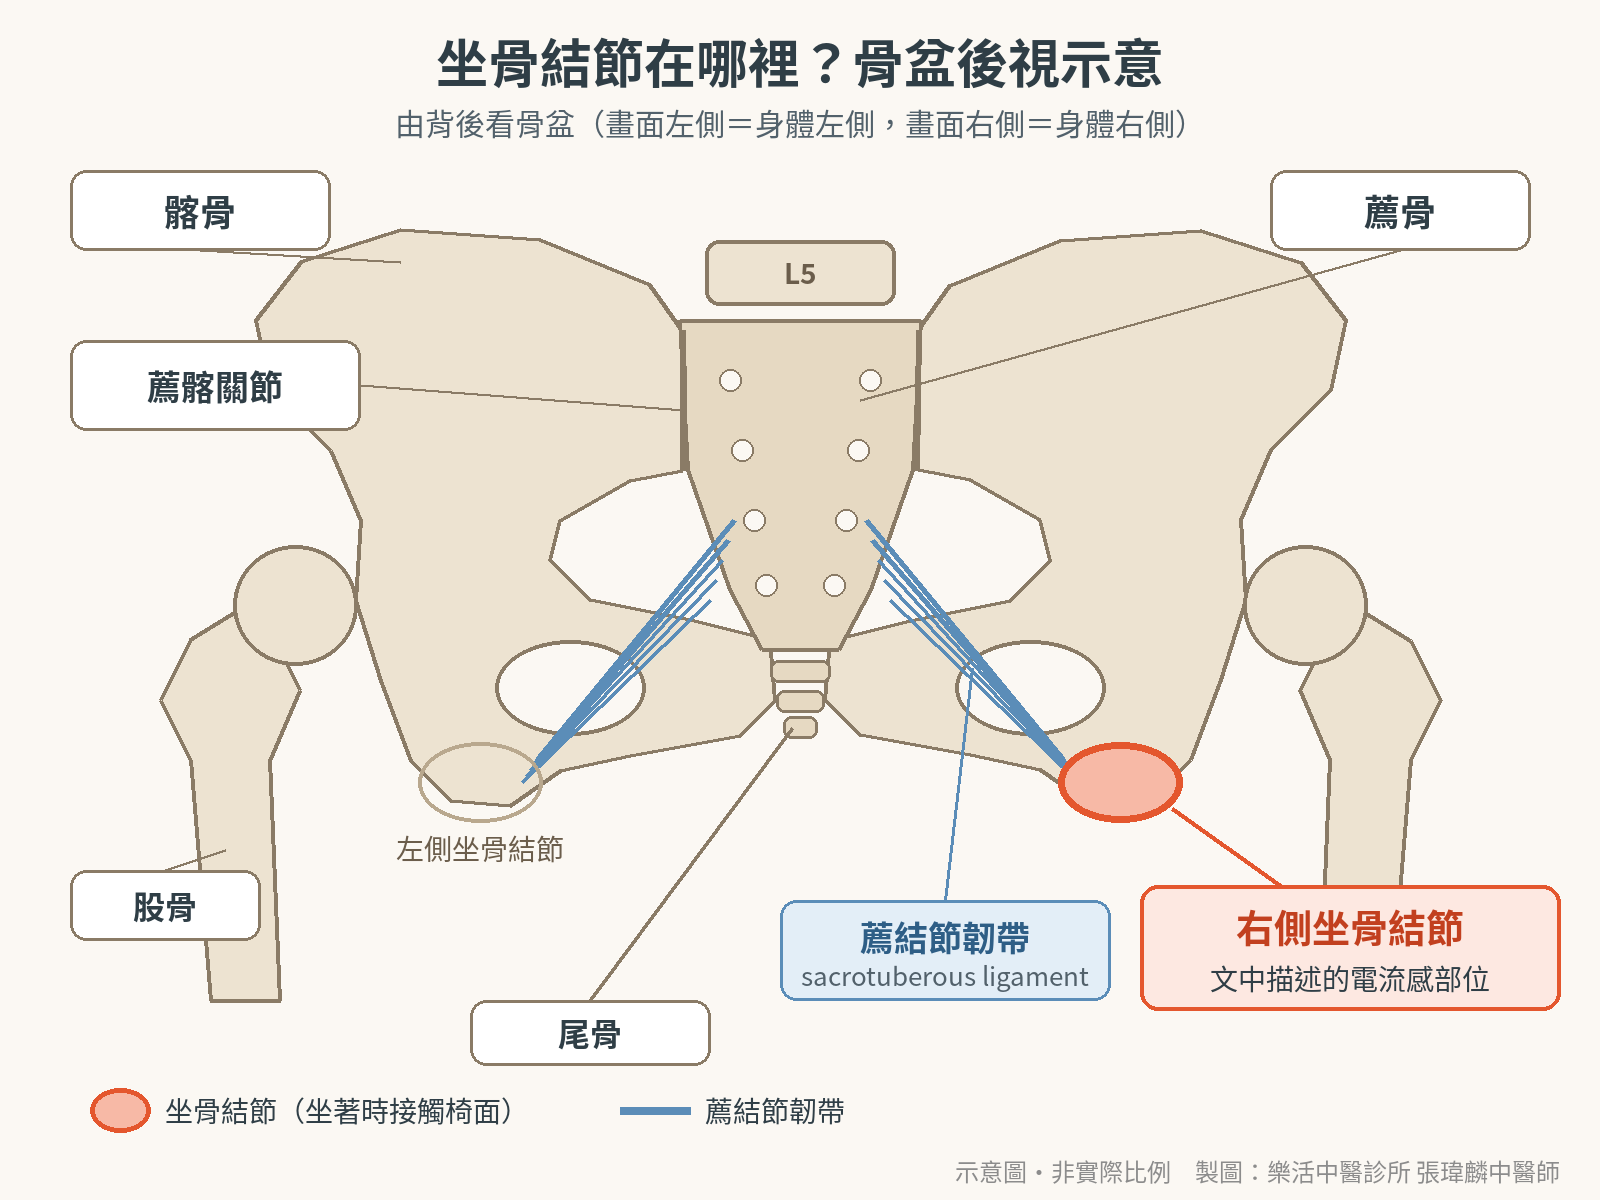 坐骨結節在哪裡？骨盆後視示意
由背後看骨盆（畫面左側＝身體左側，畫面右側＝身體右側）
髂骨
薦骨
L5
薦髂關節
左側坐骨結節
股骨
薦結節韌帶
sacrotuberous ligament
右側坐骨結節
文中描述的電流感部位
尾骨
坐骨結節（坐著時接觸椅面）
薦結節韌帶
示意圖・非實際比例　製圖：樂活中醫診所 張瑋麟中醫師